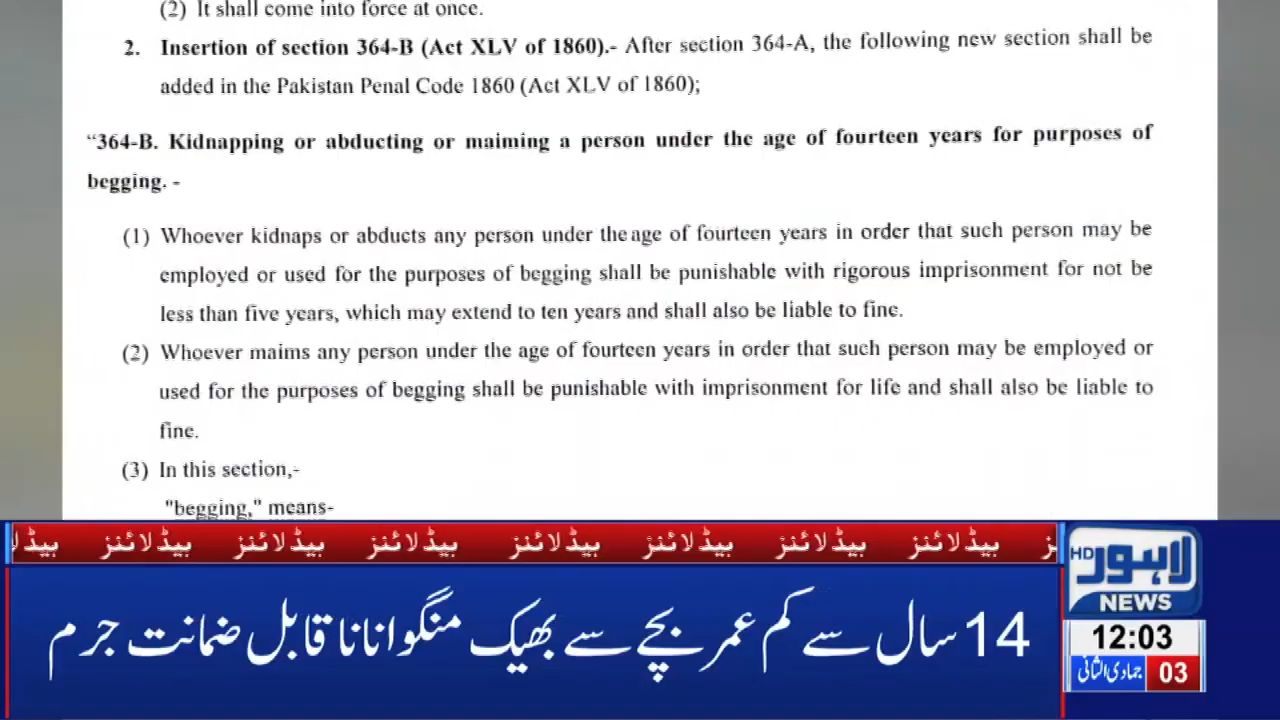 (2) It shall come into force at once.
2. Insertion of section 364-B (Act XLV of 1860).- After section 364-A, the following new section shall be
added in the Pakistan Penal Code 1860 (Act XLV of 1860);
“364-B. Kidnapping or abducting or maiming a person under the age of fourteen years for purposes of
begging. -
(1) Whoever kidnaps or abducts any person under the age of fourteen years in order that such person may be
employed or used for the purposes of begging shall be punishable with rigorous imprisonment for not be
less than five years, which may extend to ten years and shall also be liable to fine.
(2) Whoever maims any person under the age of fourteen years in order that such person may be employed or
used for the purposes of begging shall be punishable with imprisonment for life and shall also be liable to
fine.
(3) In this section,-
"begging," means-
ہیڈلائنز ہیڈلائنز ہیڈلائنز ہیڈلائنز ہیڈلائنز ہیڈلائنز ہیڈلائنز
14 سال سے کم عمر بچے سے بھیک منگوانا ناقابل ضمانت جرم
لاہور HD
NEWS
12:03
03 جمادی الثانی